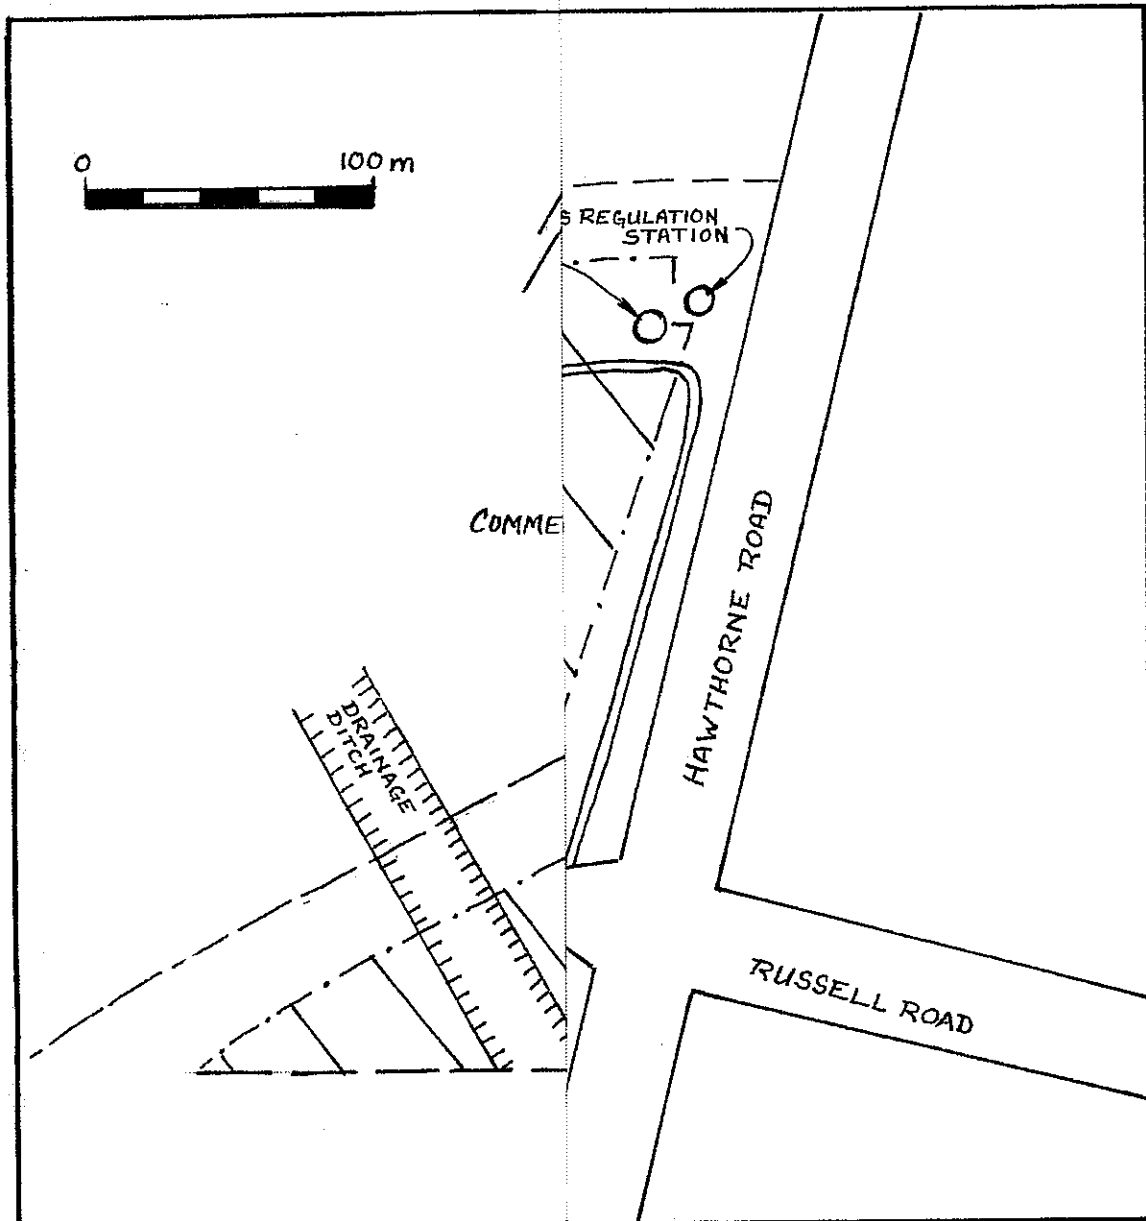 0 100 m
S REGULATION
STATION
COMME
HAWTHORNE ROAD
DRAINAGE
DITCH
RUSSELL ROAD